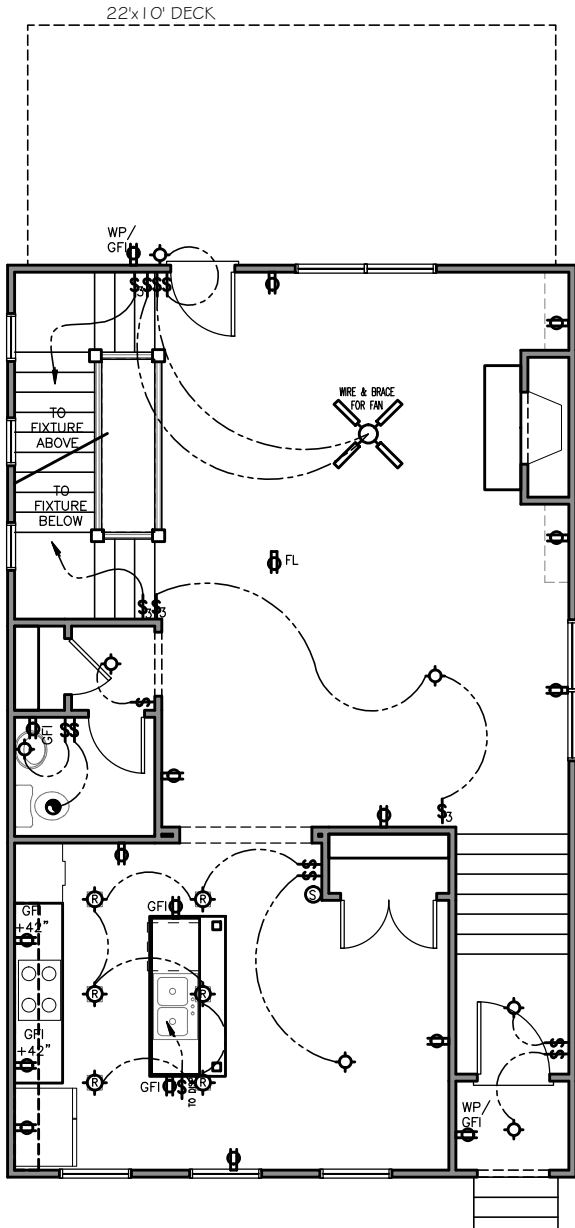 22'x10' DECK
WP/
GFI
$3 $ $ $
WIRE & BRACE
FOR FAN
TO
FIXTURE
ABOVE
TO
FIXTURE
BELOW
FL
$3 $3
$
GFI
$$
$3
$
$
S
R
R
GFI
GFI
+42"
R
R
GFI
+42"
R
R
GFI
$
$$
WP/
GFI